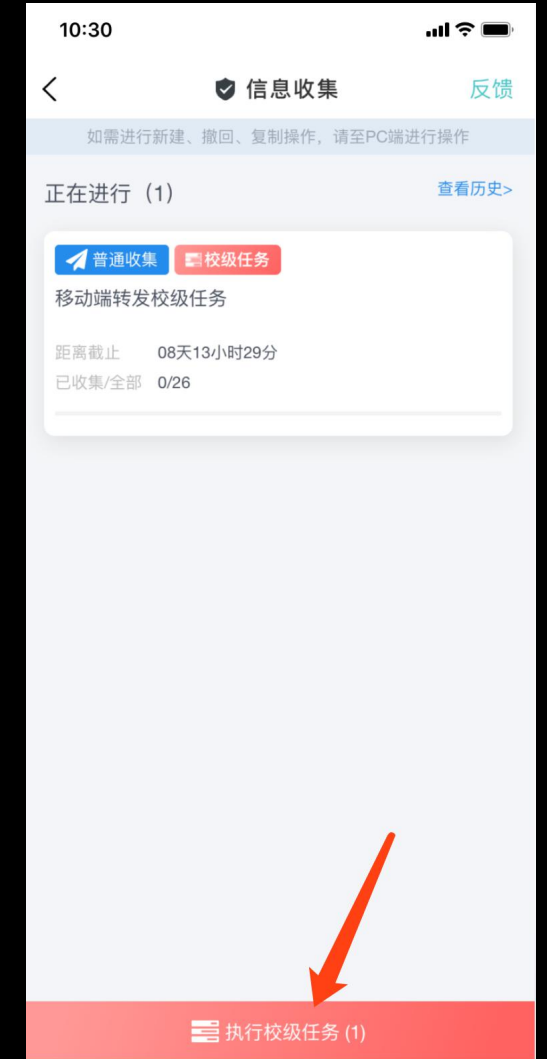 10:30
信息收集
反馈
如需进行新建、撤回、复制操作，请至PC端进行操作
正在进行（1）
查看历史>
普通收集 校级任务
移动端转发校级任务
距离截止 08天13小时29分
已收集/全部 0/26
执行校级任务 (1)